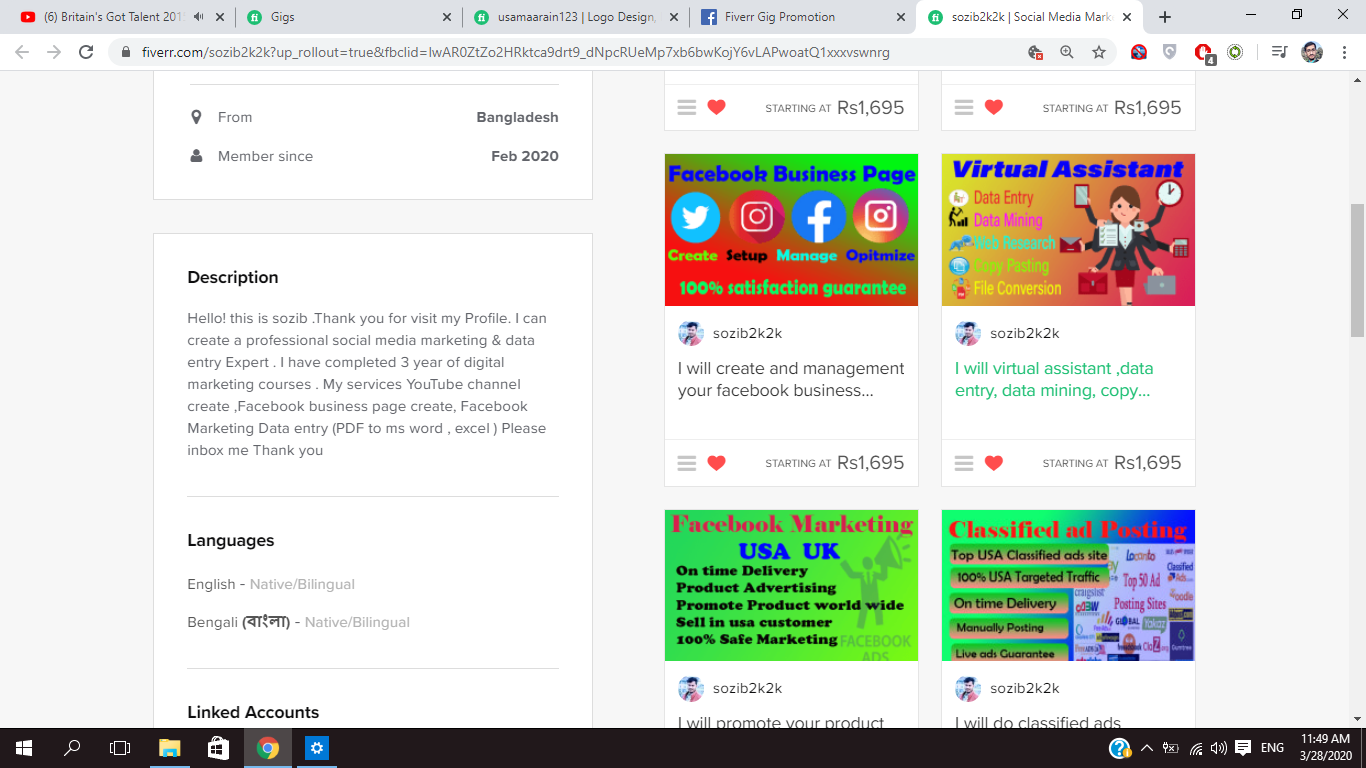 (6) Britain's Got Talent 201
Gigs
usamaarain123 | Logo Design,
Fiverr Gig Promotion
sozib2k2k | Social Media Mark
fiverr.com/sozib2k2k?up_rollout=true&fbclid=IwAR0ZtZo2HRktca9drt9_dNpcRUeMp7xb6bwKojY6vLAPwoatQ1xxxvswnrg
4
From Bangladesh
Member since Feb 2020
Description
Hello! this is sozib .Thank you for visit my Profile. I can
create a professional social media marketing & data
entry Expert . I have completed 3 year of digital
marketing courses . My services YouTube channel
create ,Facebook business page create, Facebook
Marketing Data entry (PDF to ms word , excel ) Please
inbox me Thank you
Languages
English - Native/Bilingual
Bengali (বাংলা) - Native/Bilingual
Linked Accounts
STARTING AT Rs1,695
STARTING AT Rs1,695
Facebook Business Page
Create Setup Manage Opitmize
100% satisfaction guarantee
sozib2k2k
I will create and management
your facebook business...
STARTING AT Rs1,695
Virtual Assistant
Data Entry
Data Mining
Web Research
Copy Pasting
File Conversion
sozib2k2k
I will virtual assistant ,data
entry, data mining, copy...
STARTING AT Rs1,695
Facebook Marketing
USA UK
On time Delivery
Product Advertising
Promote Product world wide
Sell in usa customer
100% Safe Marketing
FACEBOOK
ADS
sozib2k2k
I will promote your product
Classified ad Posting
Top USA Classified ads site
100% USA Targeted Traffic
On time Delivery
Manually Posting
Live ads Guarantee
Top 50 Ad
Posting Sites
Locanto
Classified
craigslist
oodle
GLOBAL
Yakaz
Gumtree
sozib2k2k
I will do classified ads
ENG
11:49 AM
3/28/2020